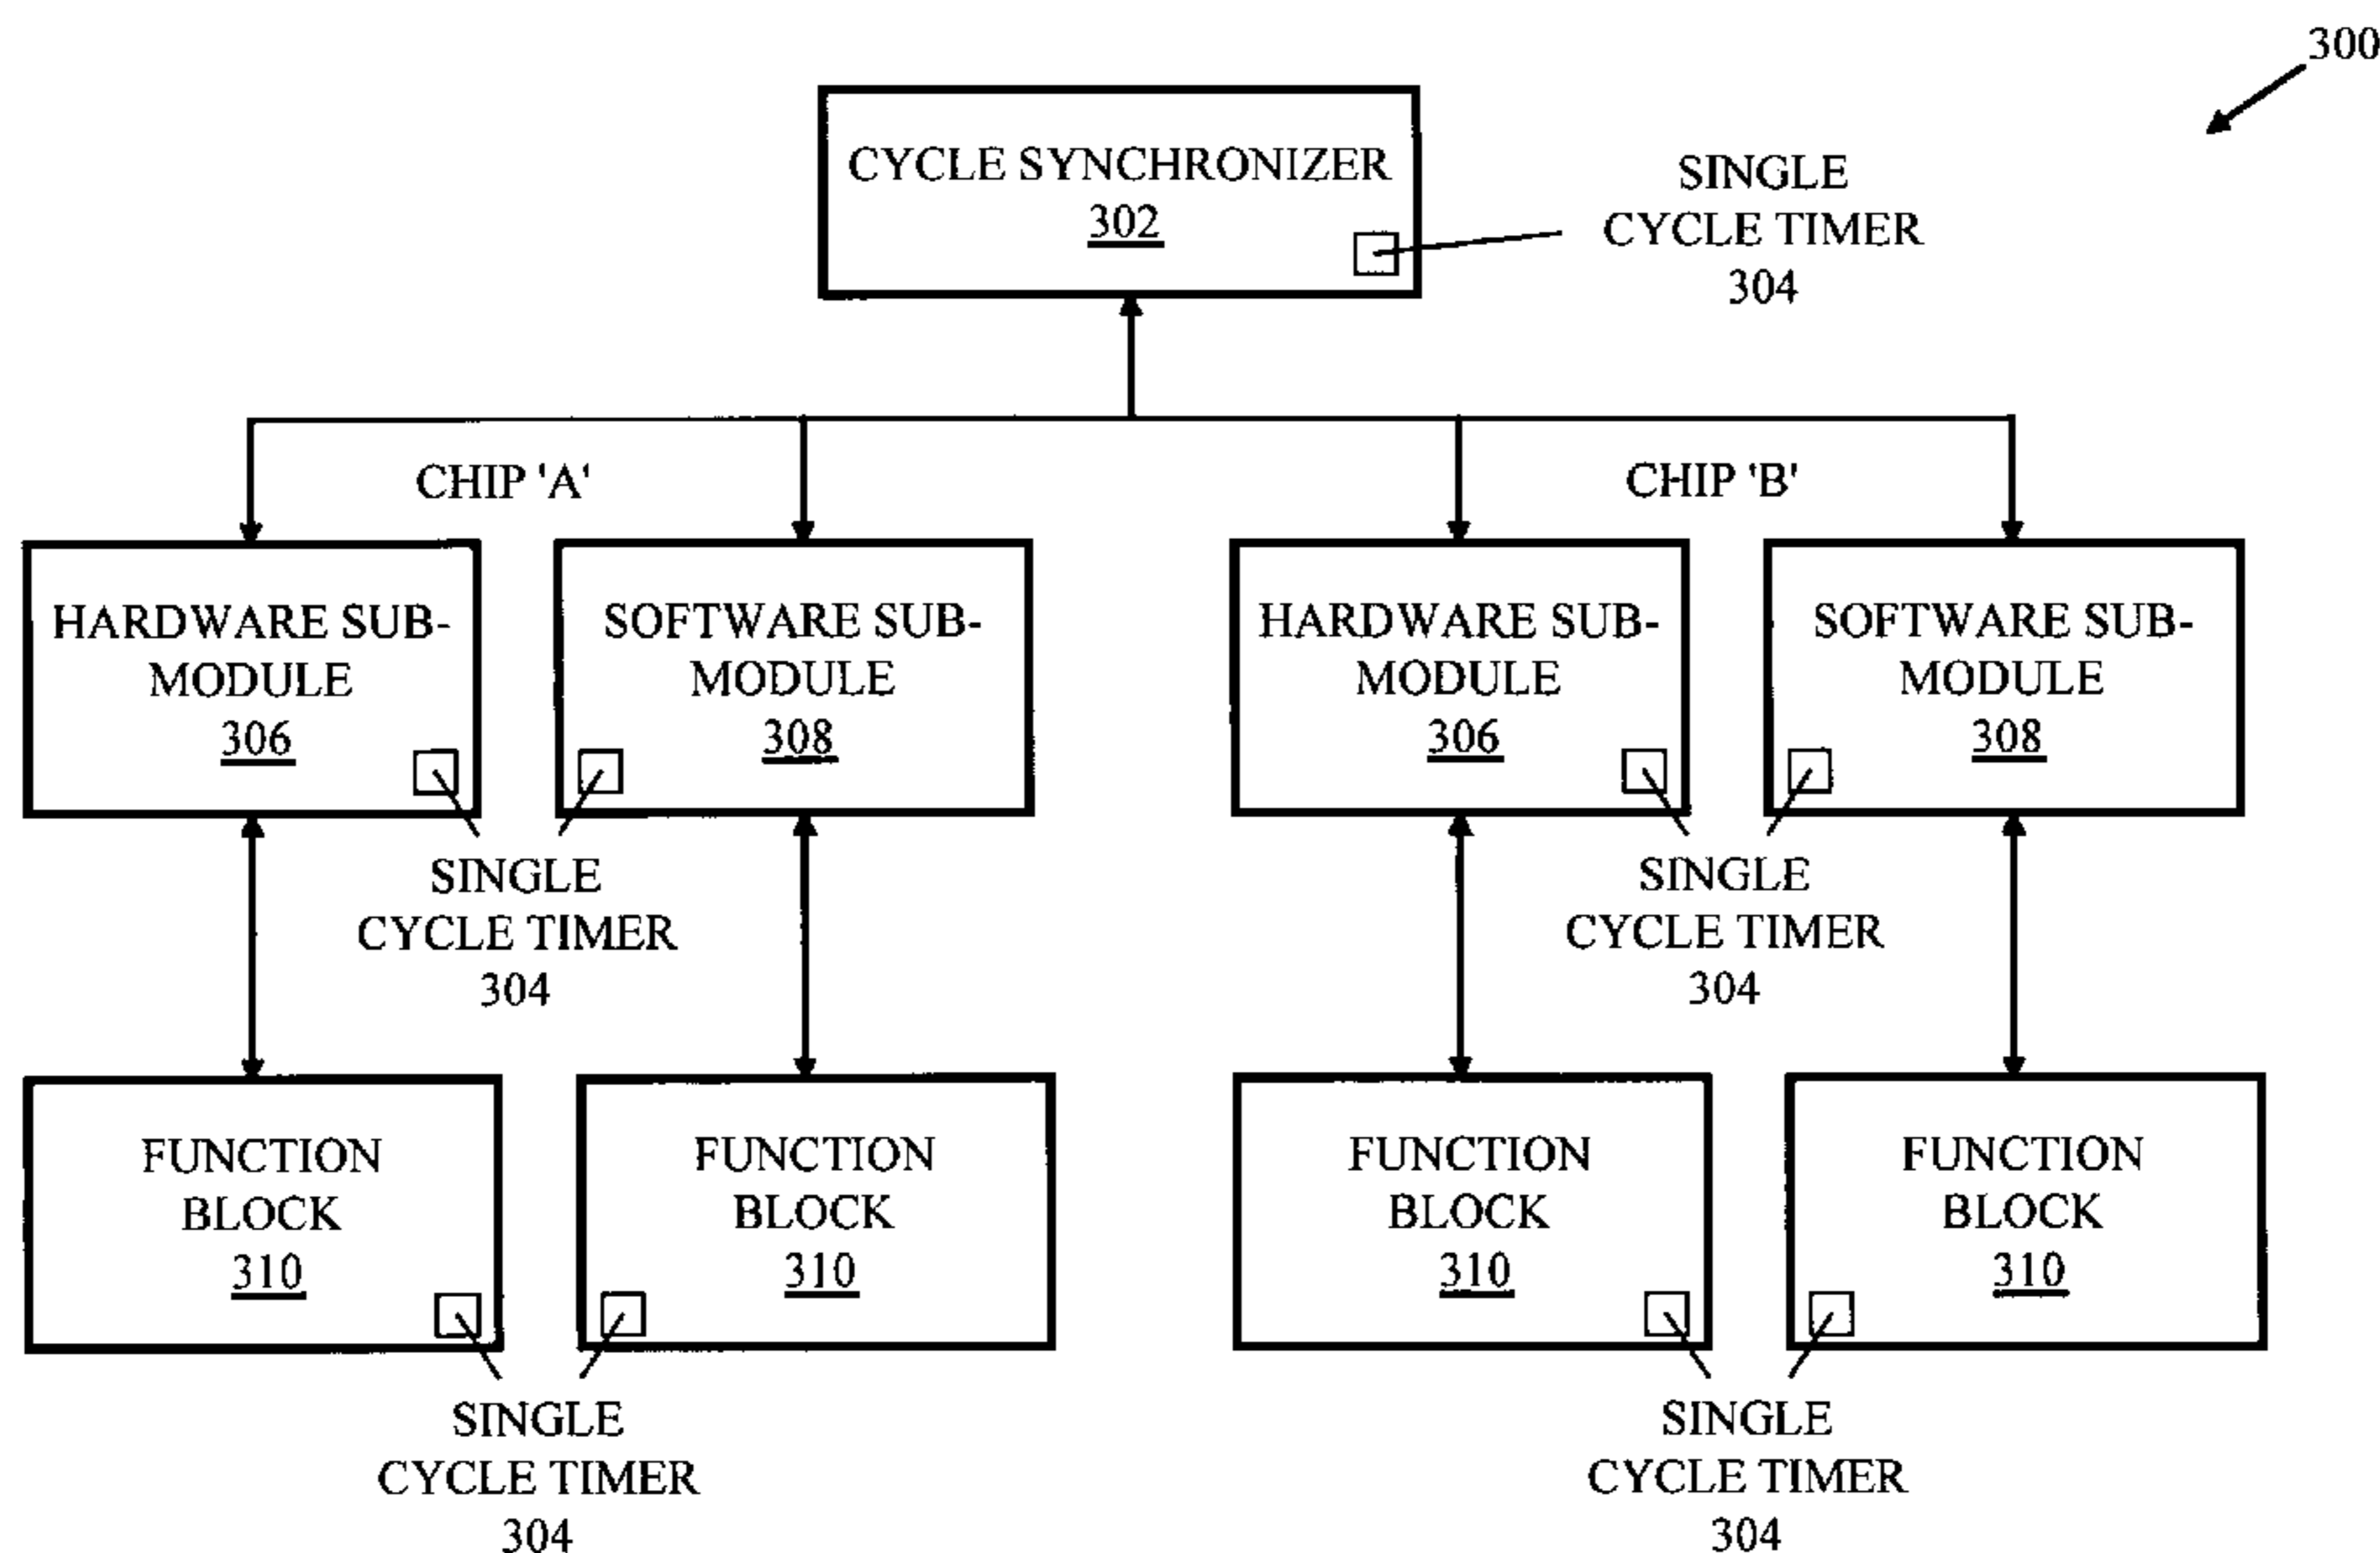 300
CYCLE SYNCHRONIZER
302
SINGLE
CYCLE TIMER
304
CHIP 'A'
CHIP 'B'
HARDWARE SUB-
MODULE
306
SOFTWARE SUB-
MODULE
308
HARDWARE SUB-
MODULE
306
SOFTWARE SUB-
MODULE
308
SINGLE
CYCLE TIMER
304
SINGLE
CYCLE TIMER
304
FUNCTION
BLOCK
310
FUNCTION
BLOCK
310
FUNCTION
BLOCK
310
FUNCTION
BLOCK
310
SINGLE
CYCLE TIMER
304
SINGLE
CYCLE TIMER
304